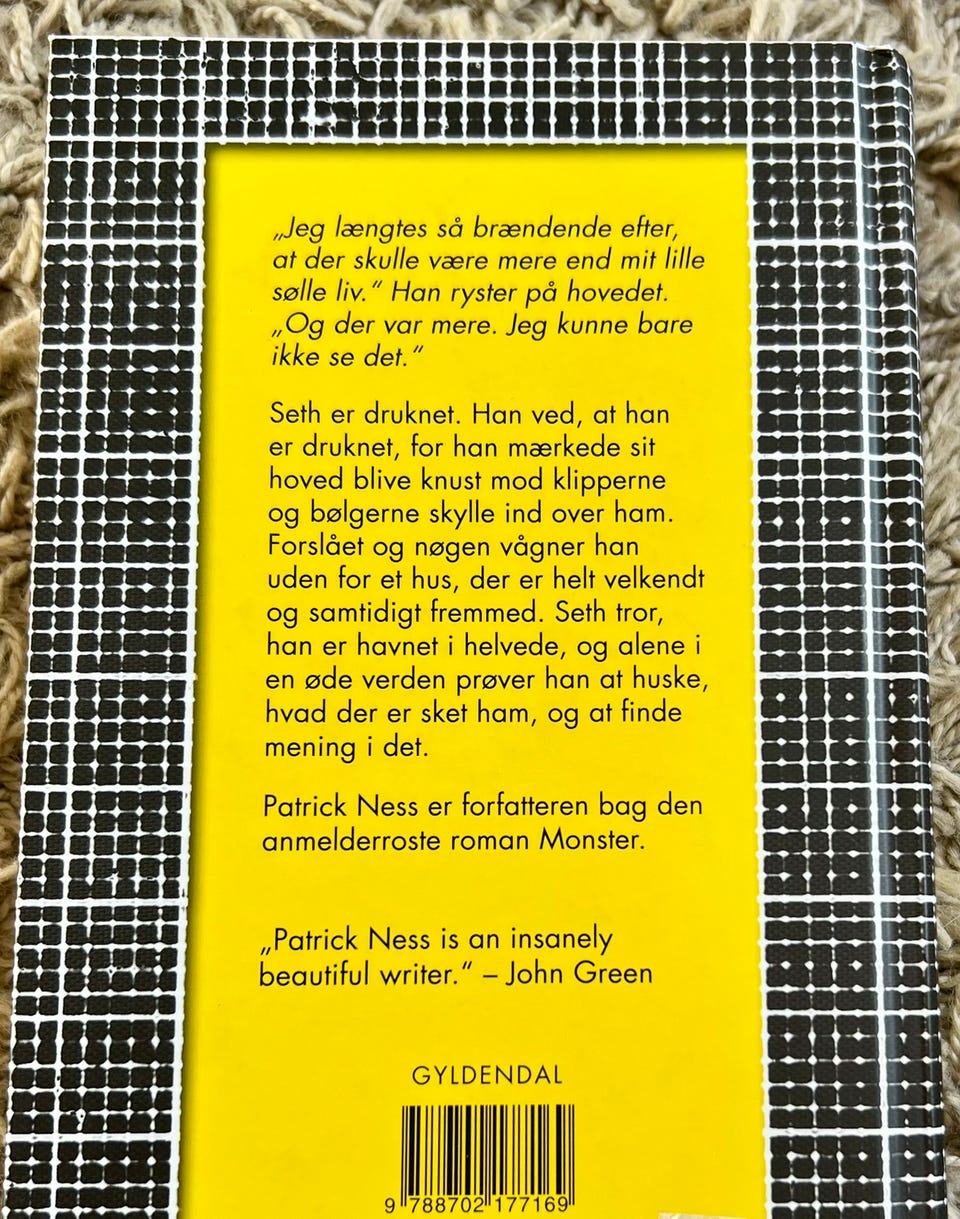 „Jeg længtes så brændende efter,
at der skulle være mere end mit lille
sølle liv.“ Han ryster på hovedet.
„Og der var mere. Jeg kunne bare
ikke se det.“
Seth er druknet. Han ved, at han
er druknet, for han mærkede sit
hoved blive knust mod klipperne
og bølgerne skylle ind over ham.
Forslået og nøgen vågner han
uden for et hus, der er helt velkendt
og samtidigt fremmed. Seth tror,
han er havnet i helvede, og alene i
en øde verden prøver han at huske,
hvad der er sket ham, og at finde
mening i det.
Patrick Ness er forfatteren bag den
anmelderroste roman Monster.
„Patrick Ness is an insanely
beautiful writer.“ – John Green
GYLDENDAL
9 788702 177169